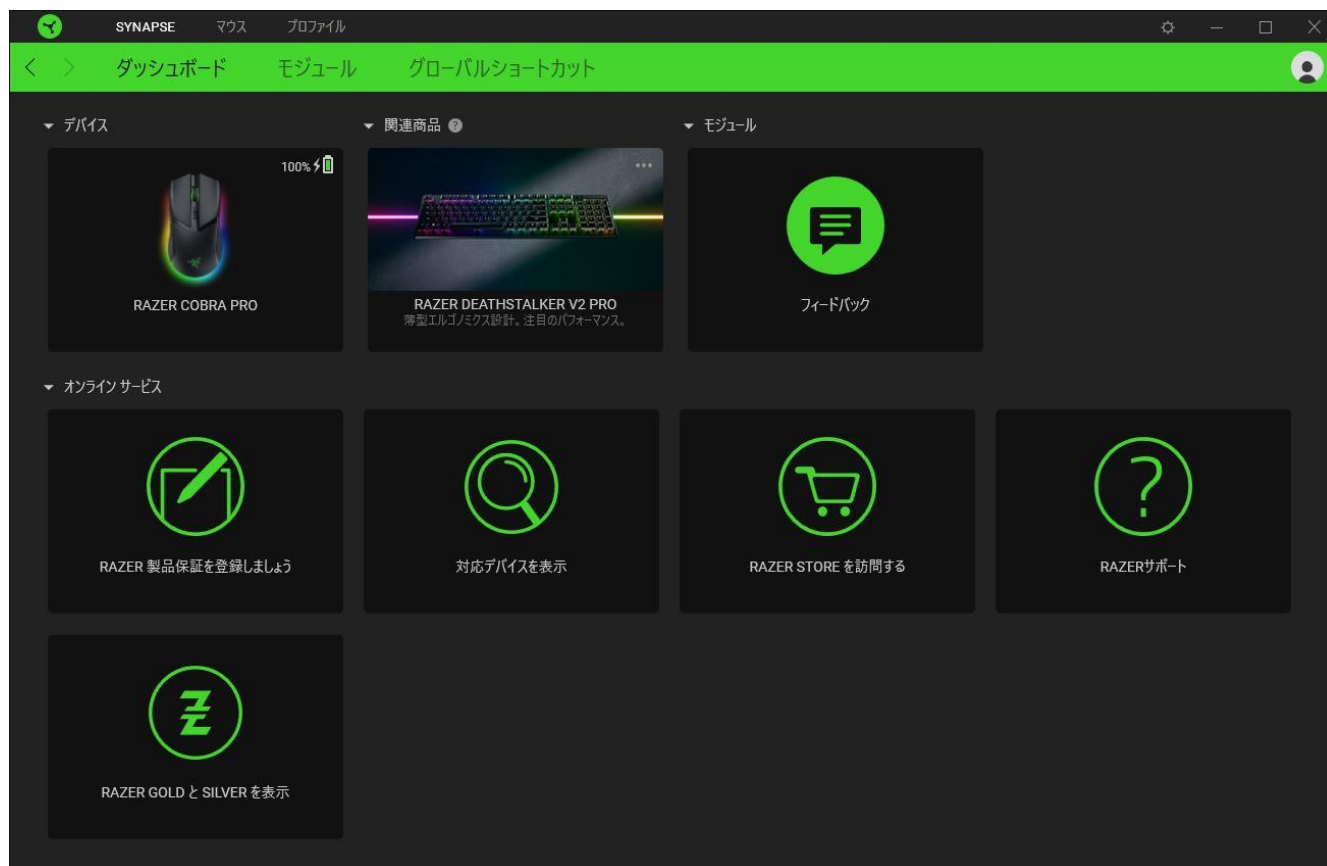 SYNAPSE マウス プロファイル
ダッシュボード モジュール グローバルショートカット
デバイス
100%
RAZER COBRA PRO
関連商品 ?
RAZER DEATHSTALKER V2 PRO
薄型エルゴノミクス設計。注目のパフォーマンス。
モジュール
フィードバック
オンライン サービス
RAZER 製品保証を登録しましょう
対応デバイスを表示
RAZER STORE を訪問する
RAZERサポート
RAZER GOLD と SILVER を表示